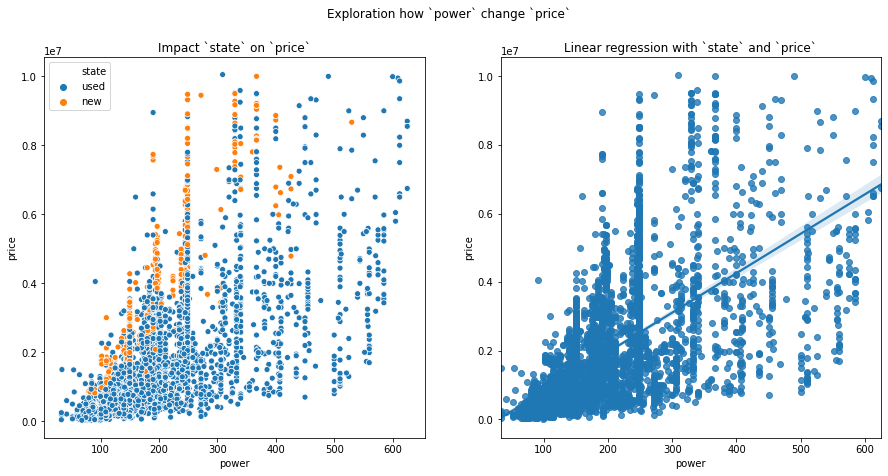 Exploration how `power` change `price`
Impact `state` on `price`
1e7
state
used
new
1.0
0.8
0.6
0.4
0.2
0.0
price
100
200
300
400
500
600
power
Linear regression with `state` and `price`
1e7
1.0
0.8
0.6
0.4
0.2
0.0
price
100
200
300
400
500
600
power